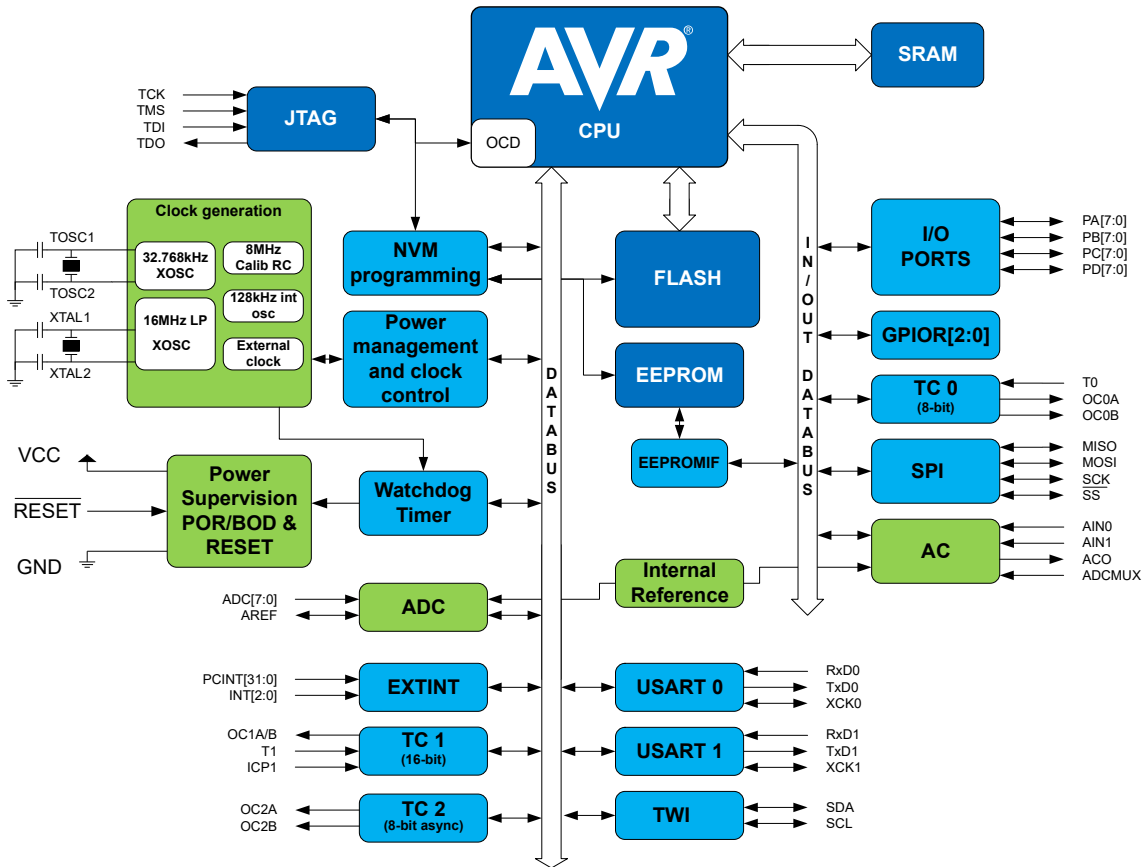 AVR®
CPU
OCD
SRAM
TCK
TMS
TDI
TDO
JTAG
Clock generation
TOSC1
TOSC2
XTAL1
XTAL2
32.768kHz
XOSC
8MHz
Calib RC
128kHz int
osc
16MHz LP
XOSC
External
clock
NVM
programming
Power
management
and clock
control
FLASH
EEPROM
EEPROMIF
DATABUS
IN/OUT DATABUS
I/O
PORTS
PA[7:0]
PB[7:0]
PC[7:0]
PD[7:0]
GPIOR[2:0]
TC 0
(8-bit)
T0
OC0A
OC0B
SPI
MISO
MOSI
SCK
SS
AC
AIN0
AIN1
ACO
ADCMUX
VCC
RESET
GND
Power
Supervision
POR/BOD &
RESET
Watchdog
Timer
Internal
Reference
ADC[7:0]
AREF
ADC
PCINT[31:0]
INT[2:0]
EXTINT
USART 0
RxD0
TxD0
XCK0
OC1A/B
T1
ICP1
TC 1
(16-bit)
USART 1
RxD1
TxD1
XCK1
OC2A
OC2B
TC 2
(8-bit async)
TWI
SDA
SCL